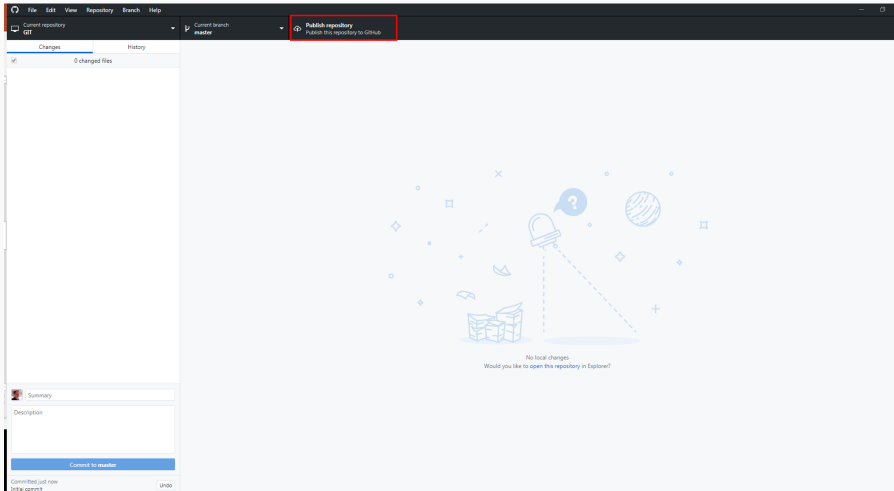 File Edit View Repository Branch Help
Current repository
GIT
Current branch
master
Publish repository
Publish this repository to GitHub
Changes History
0 changed files
?
No local changes
Would you like to open this repository in Explorer?
Summary
Description
Commit to master
Committed just now
Initial commit
Undo